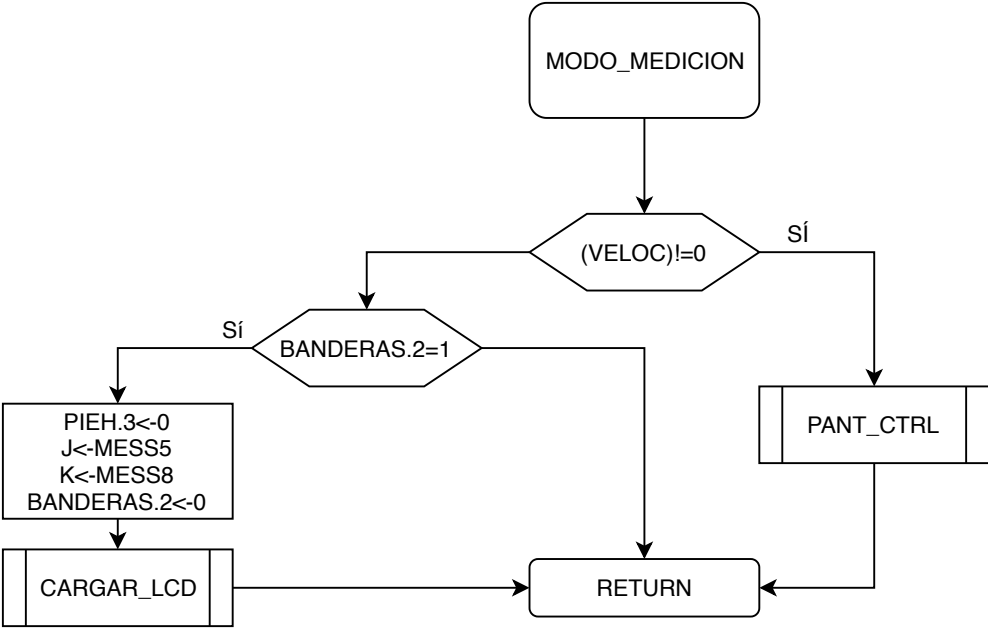 MODO_MEDICION
(VELOC)!=0
SÍ
Sí
BANDERAS.2=1
PIEH.3<-0
J<-MESS5
K<-MESS8
BANDERAS.2<-0
PANT_CTRL
CARGAR_LCD
RETURN